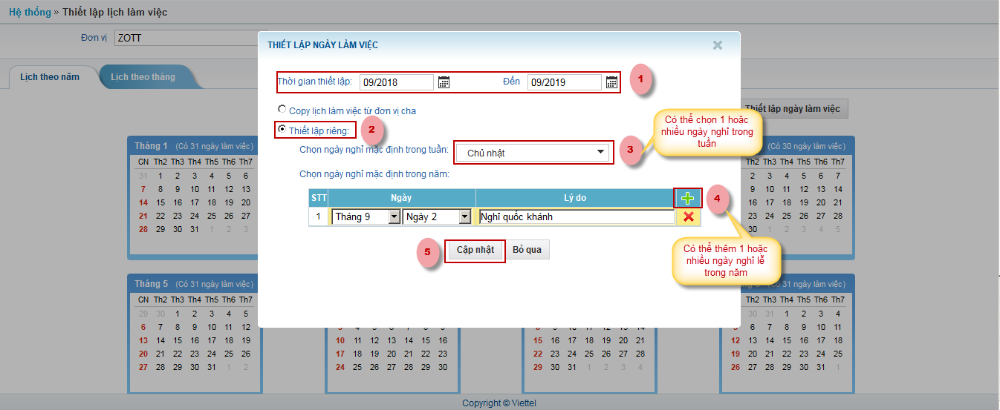 Hệ thống » Thiết lập lịch làm việc
Đơn vị ZOTT
THIẾT LẬP NGÀY LÀM VIỆC
Lịch theo năm Lịch theo tháng
Thời gian thiết lập: 09/2018 Đến 09/2019 1
Copy lịch làm việc từ đơn vị cha
Thiết lập ngày làm việc
Thiết lập riêng: 2
Có thể chọn 1 hoặc
nhiều ngày nghỉ trong
tuần
Chọn ngày nghỉ mặc định trong tuần: Chủ nhật 3
Chọn ngày nghỉ mặc định trong năm:
STT Ngày Lý do 4
1 Tháng 9 Ngày 2 Nghỉ quốc khánh
5 Cập nhật Bỏ qua
Có thể thêm 1 hoặc
nhiều ngày nghỉ lễ
trong năm
Tháng 1 (Có 31 ngày làm việc)
CN Th2 Th3 Th4 Th5 Th6 Th7
31 1 2 3 4 5 6
7 8 9 10 11 12 13
14 15 16 17 18 19 20
21 22 23 24 25 26 27
28 29 30 31 1 2 3
(Có 30 ngày làm việc)
Th2 Th3 Th4 Th5 Th6 Th7
2 3 4 5 6 7
9 10 11 12 13 14
16 17 18 19 20 21
23 24 25 26 27 28
30 1 2 3 4 5
Tháng 5 (Có 31 ngày làm việc)
CN Th2 Th3 Th4 Th5 Th6 Th7
29 30 1 2 3 4 5
6 7 8 9 10 11 12
13 14 15 16 17 18 19
20 21 22 23 24 25 26
27 28 29 30 31 1 2
3 4 5 6 7 8 9
10 11 12 13 14 15 16
17 18 19 20 21 22 23
24 25 26 27 28 29 30
8 9 10 11 12 13 14
15 16 17 18 19 20 21
22 23 24 25 26 27 28
29 30 31 1 2 3 4
(Có 31 ngày làm việc)
Th2 Th3 Th4 Th5 Th6 Th7
30 31 1 2 3 4
5 6 7 8 9 10 11
12 13 14 15 16 17 18
19 20 21 22 23 24 25
26 27 28 29 30 31 1
Copyright © Viettel